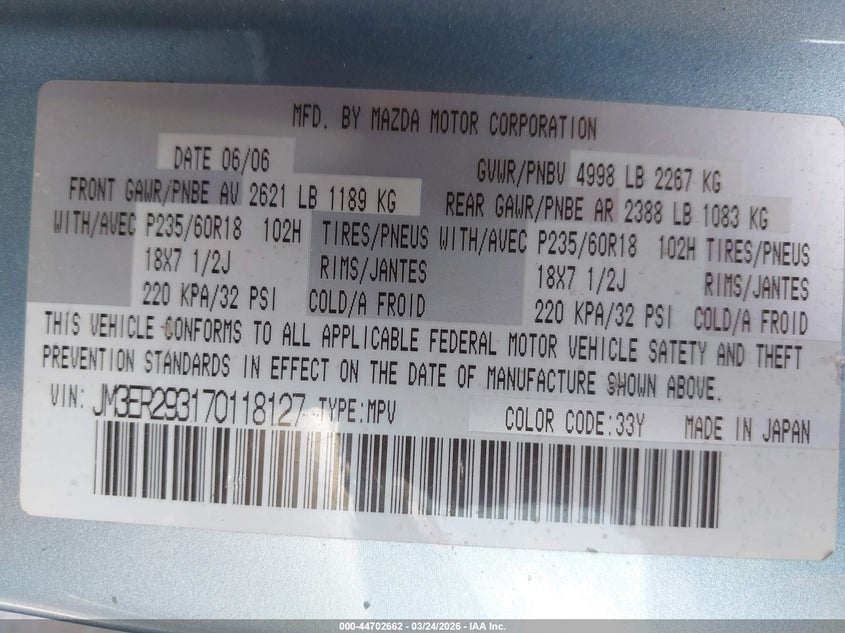 MFD. BY MAZDA MOTOR CORPORATION
DATE 06/06 GVWR/PNBV 4998 LB 2267 KG
FRONT GAWR/PNBE AV 2621 LB 1189 KG REAR GAWR/PNBE AR 2388 LB 1083 KG
WITH/AVEC P235/60R18 102H TIRES/PNEUS WITH/AVEC P235/60R18 102H TIRES/PNEUS
18X7 1/2J RIMS/JANTES 18X7 1/2J RIMS/JANTES
220 KPA/32 PSI COLD/A FROID 220 KPA/32 PSI COLD/A FROID
THIS VEHICLE CONFORMS TO ALL APPLICABLE FEDERAL MOTOR VEHICLE SAFETY AND THEFT
PREVENTION STANDARDS IN EFFECT ON THE DATE OF MANUFACTURE SHOWN ABOVE.
VIN: JM3ER293170118127 TYPE:MPV COLOR CODE:33Y MADE IN JAPAN
000-44702662 - 03/24/2026 - IAA Inc.